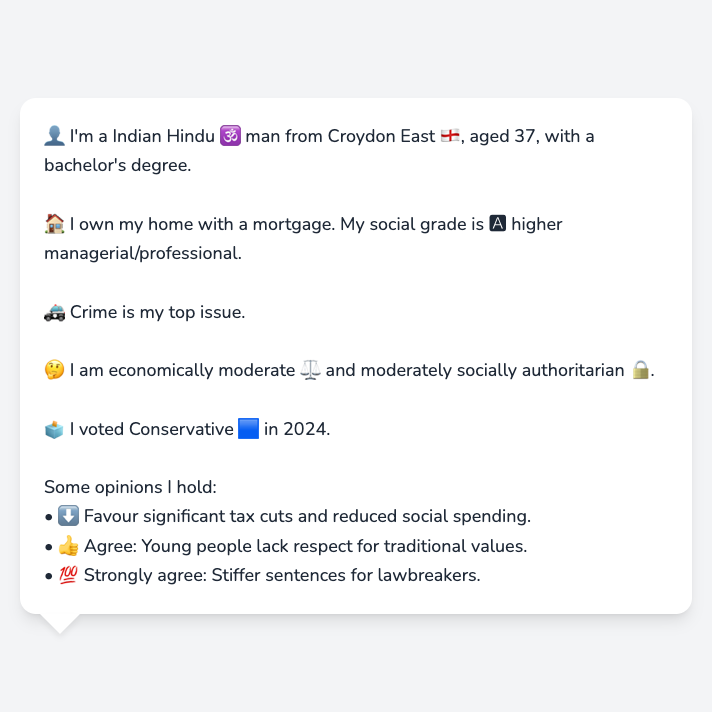 👤 I'm a Indian Hindu 🕉️ man from Croydon East 🏴󠁧󠁢󠁥󠁮󠁧󠁿, aged 37, with a
bachelor's degree.
🏠 I own my home with a mortgage. My social grade is 🅰 higher
managerial/professional.
🚓 Crime is my top issue.
🤔 I am economically moderate ⚖️ and moderately socially authoritarian 🔒.
🗳️ I voted Conservative 🟦 in 2024.
Some opinions I hold:
• ⬇️ Favour significant tax cuts and reduced social spending.
• 👍 Agree: Young people lack respect for traditional values.
• 💯 Strongly agree: Stiffer sentences for lawbreakers.